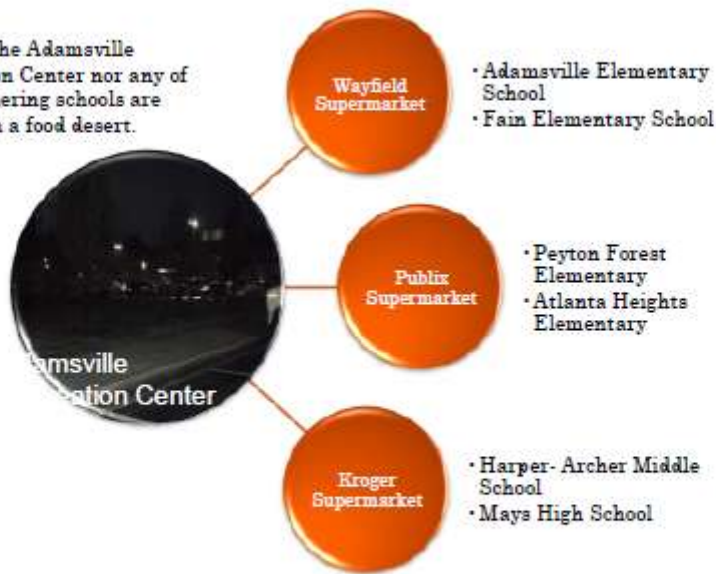 he Adamsville
n Center nor any of
ering schools are
a food desert.
Wayfield
Supermarket
• Adamsville Elementary
School
• Fain Elementary School
Publix
Supermarket
• Peyton Forest
Elementary
• Atlanta Heights
Elementary
amsville
ation Center
Kroger
Supermarket
• Harper- Archer Middle
School
• Mays High School